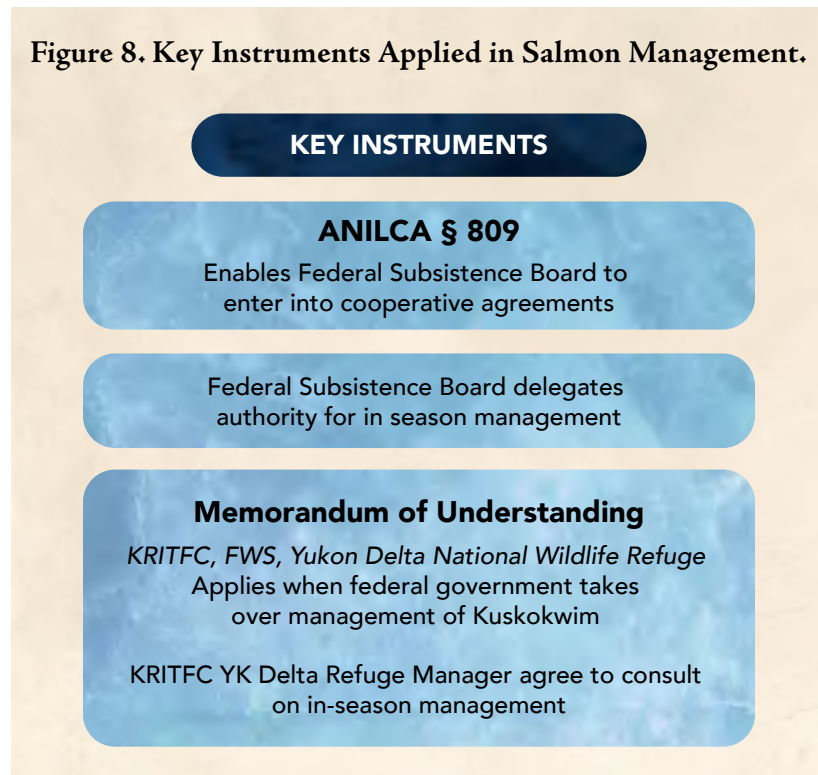 Figure 8. Key Instruments Applied in Salmon Management.
KEY INSTRUMENTS
ANILCA § 809
Enables Federal Subsistence Board to
enter into cooperative agreements
Federal Subsistence Board delegates
authority for in season management
Memorandum of Understanding
KRITFC, FWS, Yukon Delta National Wildlife Refuge
Applies when federal government takes
over management of Kuskokwim
KRITFC YK Delta Refuge Manager agree to consult
on in-season management